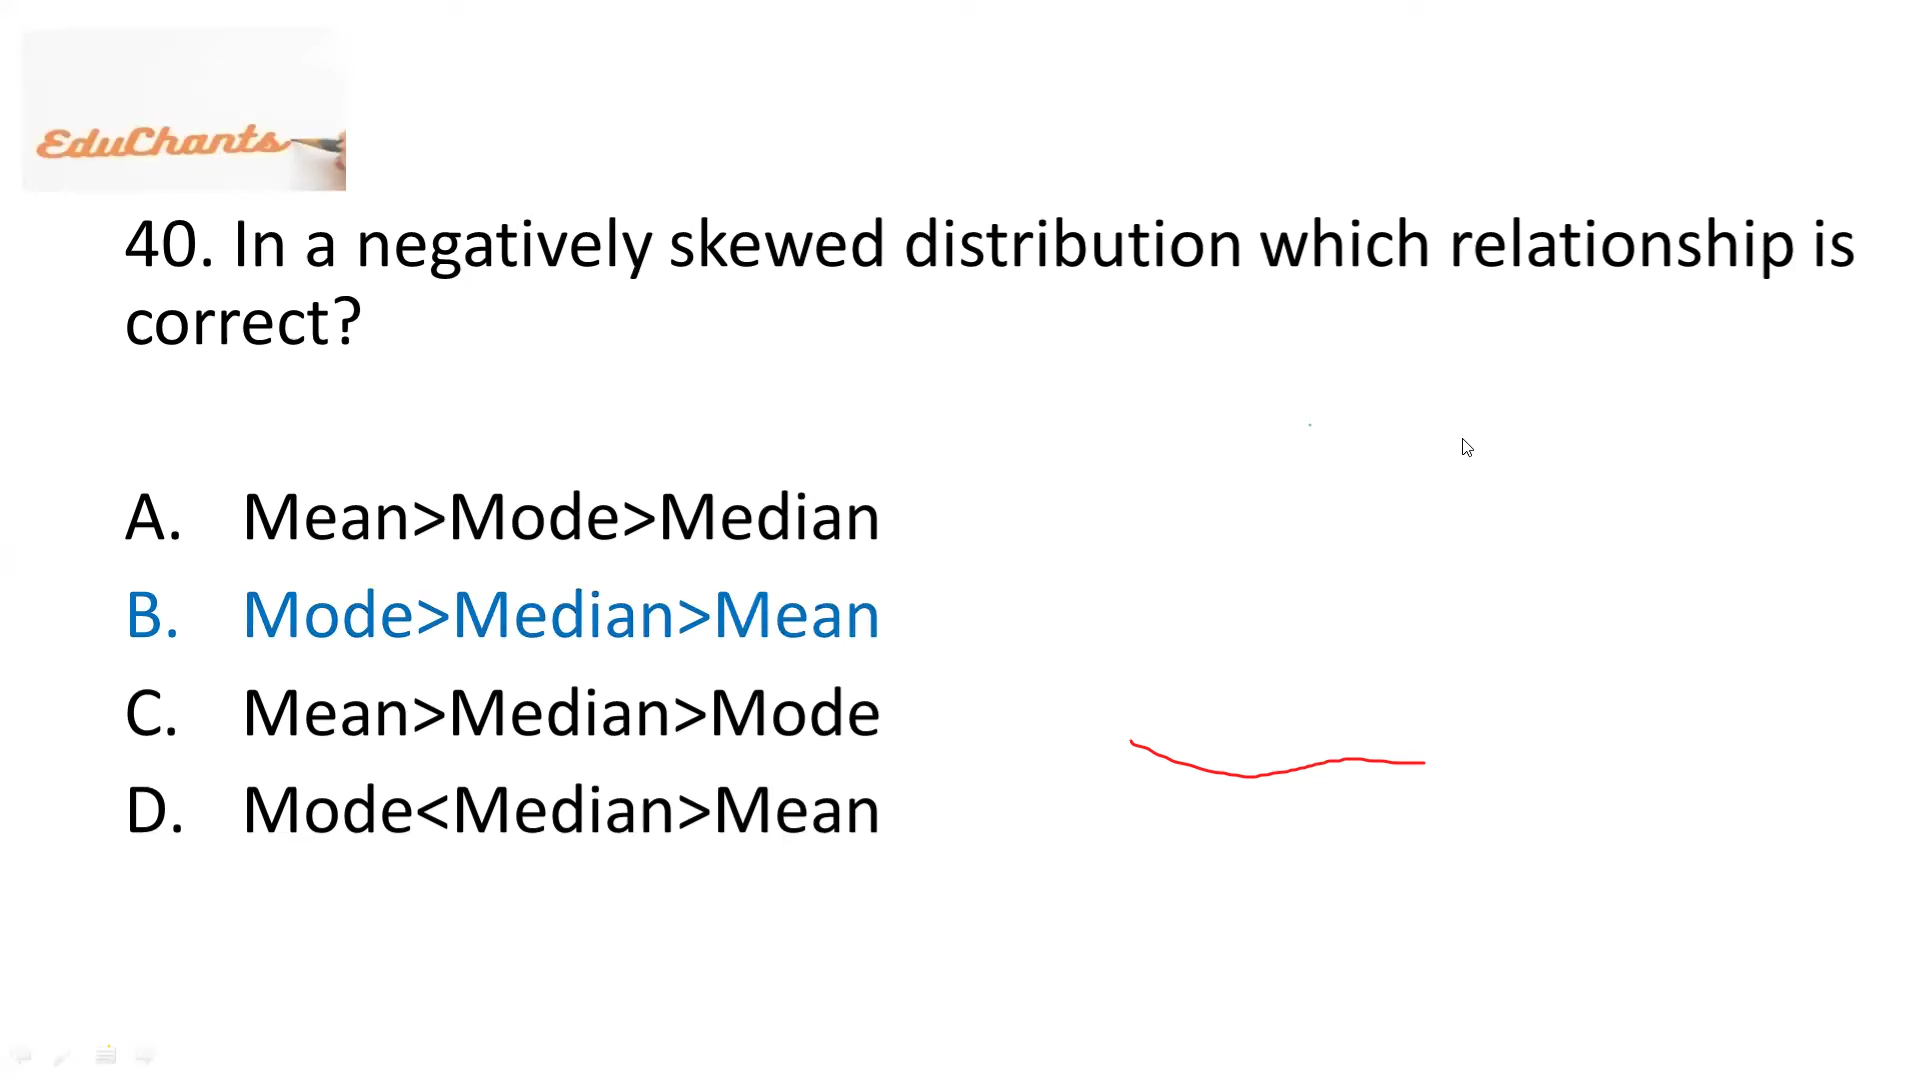 EduChants
40. In a negatively skewed distribution which relationship is
correct?
A. Mean>Mode>Median
B. Mode>Median>Mean
C. Mean>Median>Mode
D. Mode<Median>Mean